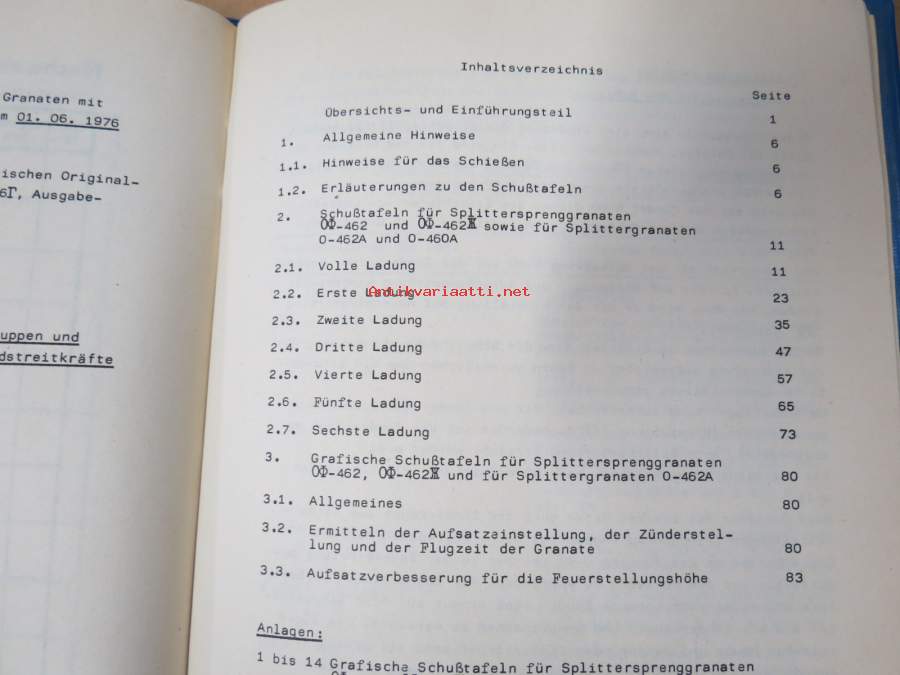 Granaten mit
m 01. 06. 1976
ischen Original-
6Г, Ausgabe-
uppen und
dstreitkräfte
Inhaltsverzeichnis
Seite
Übersichts- und Einführungsteil 1
1. Allgemeine Hinweise 6
1.1. Hinweise für das Schießen 6
1.2. Erläuterungen zu den Schußtafeln 6
2. Schußtafeln für Splittersprenggranaten
ОФ-462 und ОФ-462Ж sowie für Splittergranaten
O-462A und O-460A 11
2.1. Volle Ladung 11
2.2. Erste Ladung 23
Antikvariaatti.net
2.3. Zweite Ladung 35
2.4. Dritte Ladung 47
2.5. Vierte Ladung 57
2.6. Fünfte Ladung 65
2.7. Sechste Ladung 73
3. Grafische Schußtafeln für Splittersprenggranaten
ОФ-462, ОФ-462Ж und für Splittergranaten O-462A 80
3.1. Allgemeines 80
3.2. Ermitteln der Aufsatzeinstellung, der Zünderstel-
lung und der Flugzeit der Granate 80
3.3. Aufsatzverbesserung für die Feuerstellungshöhe 83
Anlagen:
1 bis 14 Grafische Schußtafeln für Splittersprenggranaten